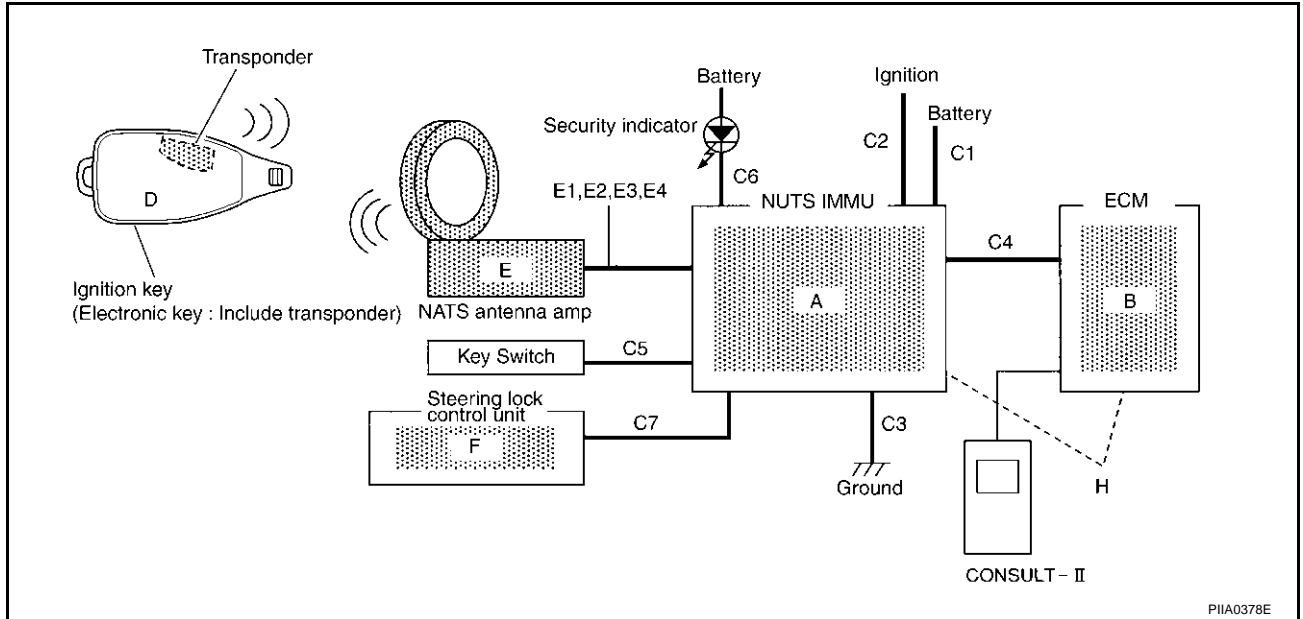 Transponder
D
Ignition key
(Electronic key : Include transponder)
Battery
Security indicator
C6
E1,E2,E3,E4
E
NATS antenna amp
Key Switch
C5
Steering lock
control unit
F
C7
Ignition
Battery
C2
C1
NUTS IMMU
A
C4
ECM
B
C3
Ground
H
CONSULT-II
PIIA0378E